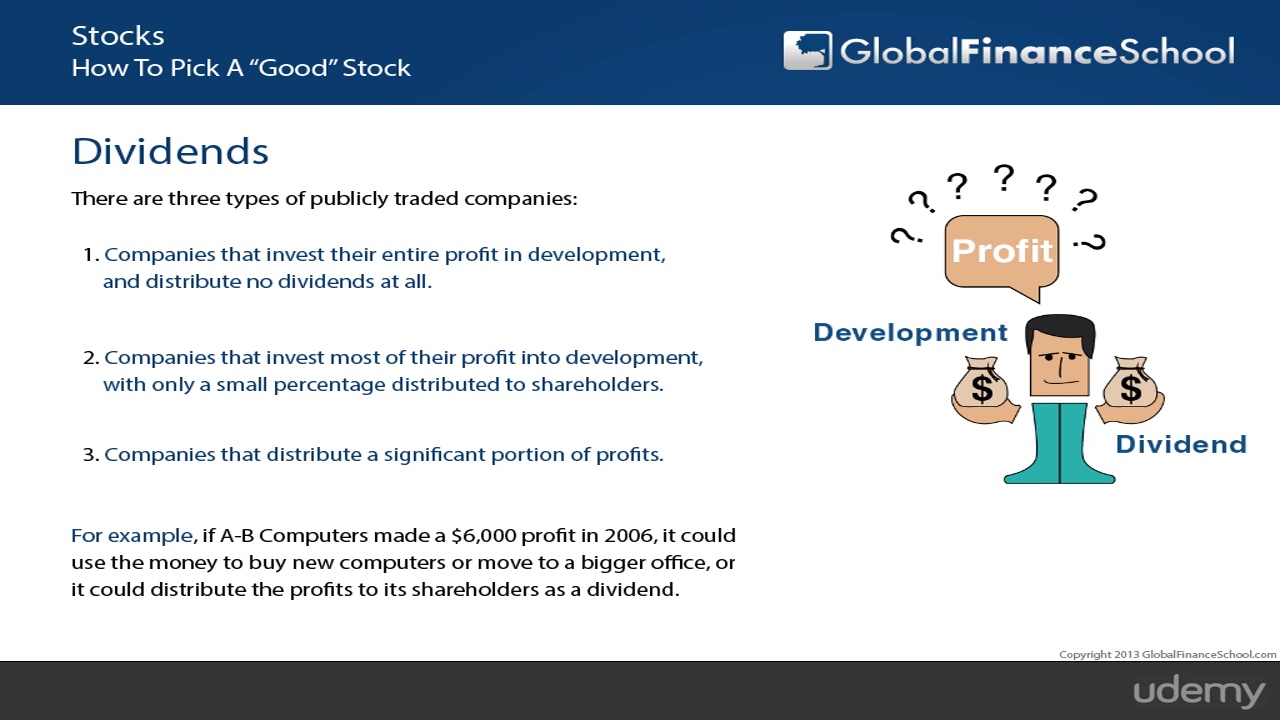 Stocks
How To Pick A “Good” Stock
GlobalFinanceSchool
Dividends
There are three types of publicly traded companies:
1. Companies that invest their entire profit in development,
and distribute no dividends at all.
2. Companies that invest most of their profit into development,
with only a small percentage distributed to shareholders.
3. Companies that distribute a significant portion of profits.
For example, if A-B Computers made a $6,000 profit in 2006, it could
use the money to buy new computers or move to a bigger office, or
it could distribute the profits to its shareholders as a dividend.
? ? ? ? ? ? ?
Profit
Development
$ $
Dividend
Copyright 2013 GlobalFinanceSchool.com
udemy